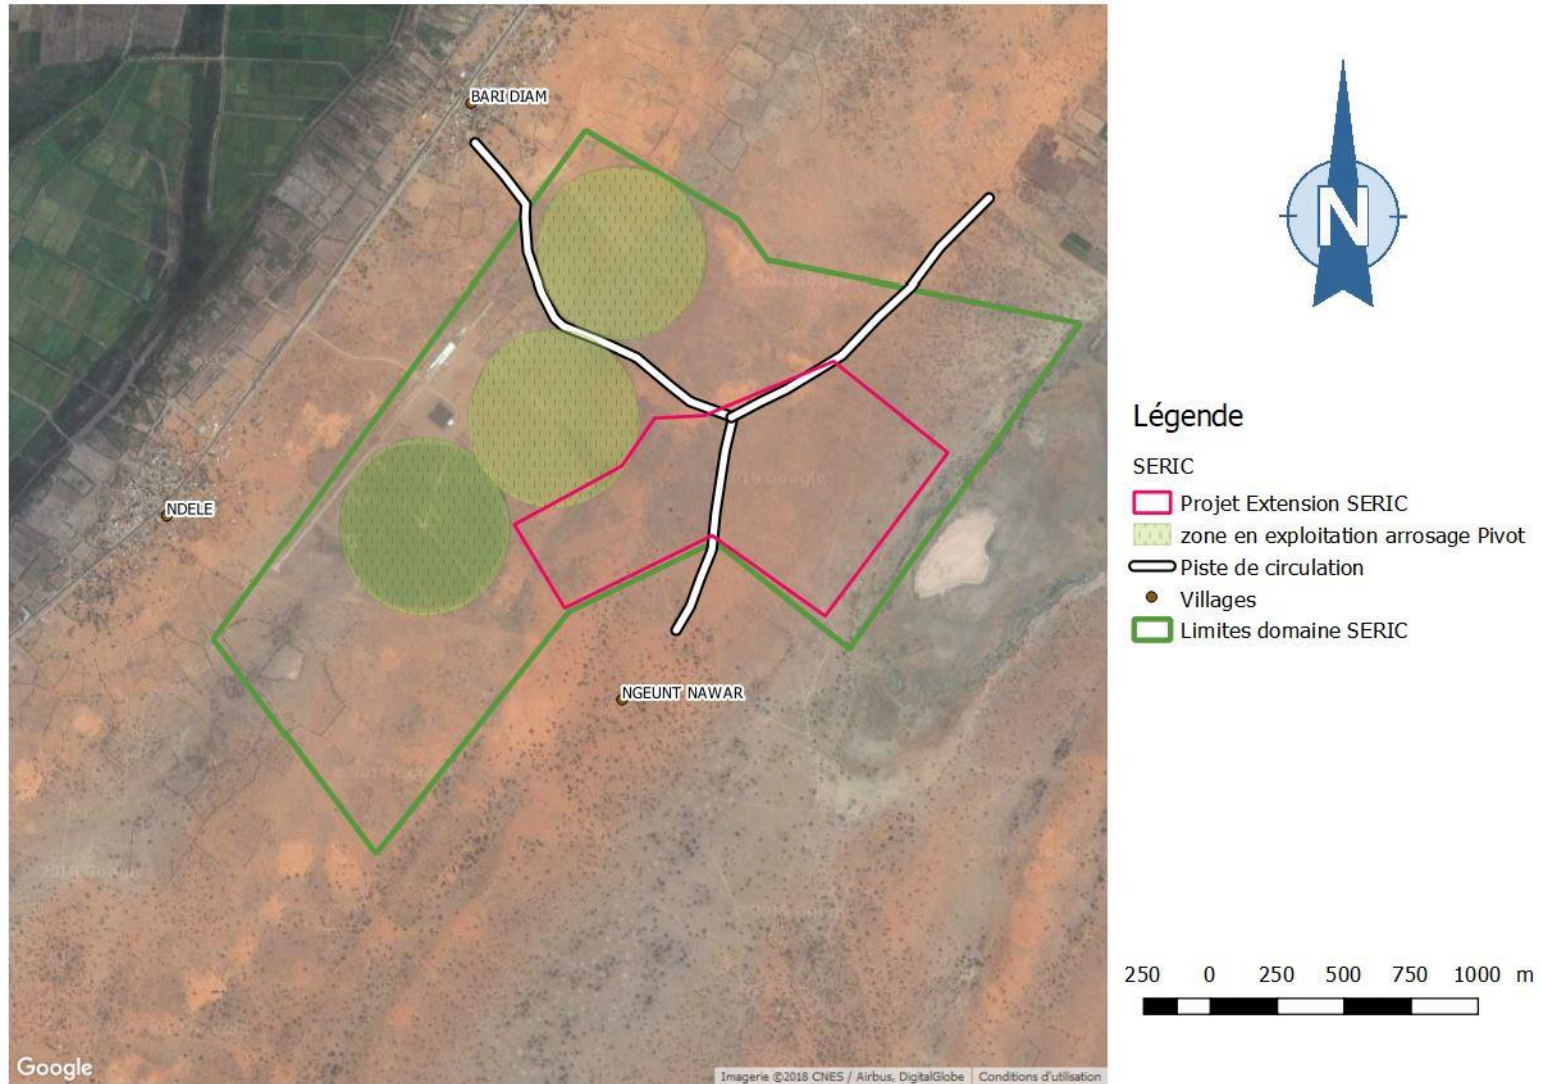 BARI DIAM
NDELE
NGEUNT NAWAR
Google
Imagerie ©2018 CNES / Airbus, DigitalGlobe
Conditions d'utilisation
N
Légende
SERIC
Projet Extension SERIC
zone en exploitation arrosage Pivot
Piste de circulation
Villages
Limites domaine SERIC
250 0 250 500 750 1000 m